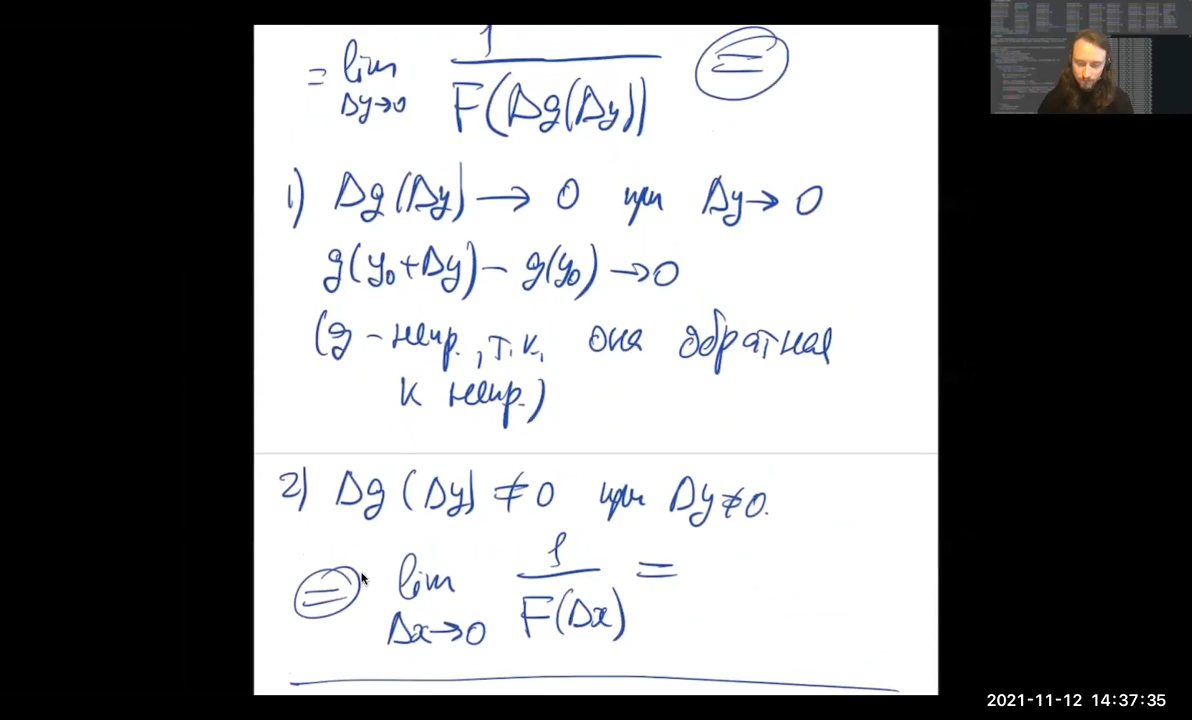 = lim 1 / F(Δg(Δy)) =
Δy→0
1) Δg(Δy) → 0 при Δy → 0
g(y₀+Δy) − g(y₀) → 0
(g - непр., т.к. она обратная
к непр.)
2) Δg(Δy) ≠ 0 при Δy ≠ 0.
= lim 1 / F(Δx) =
Δx→0
2021-11-12 14:37:35